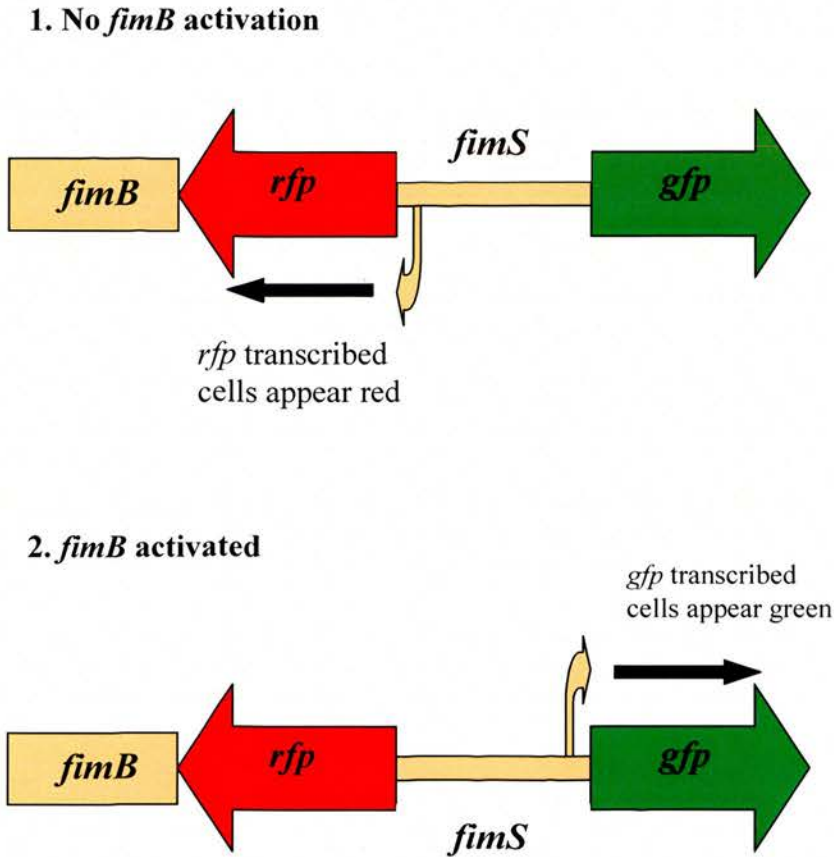 1. No fimB activation
fimS
fimB
rfp
gfp
rfp transcribed
cells appear red
2. fimB activated
gfp transcribed
cells appear green
fimB
rfp
gfp
fimS